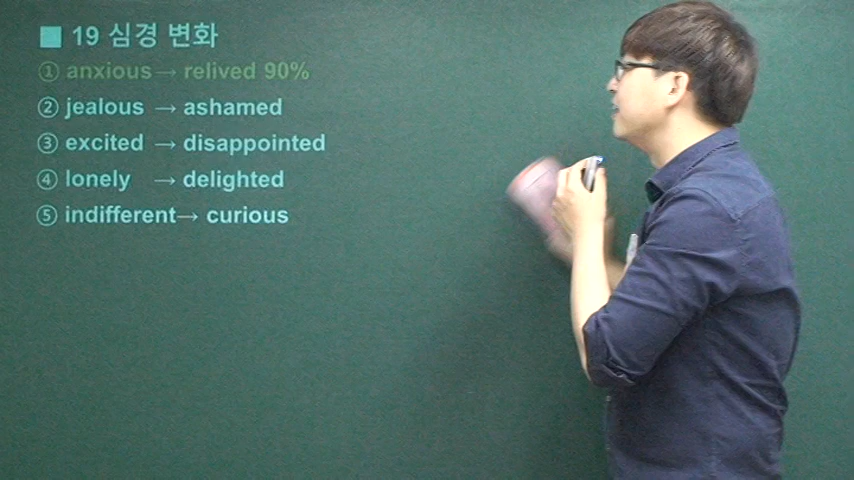 ■ 19 심경 변화
① anxious → relived 90%
② jealous → ashamed
③ excited → disappointed
④ lonely → delighted
⑤ indifferent→ curious